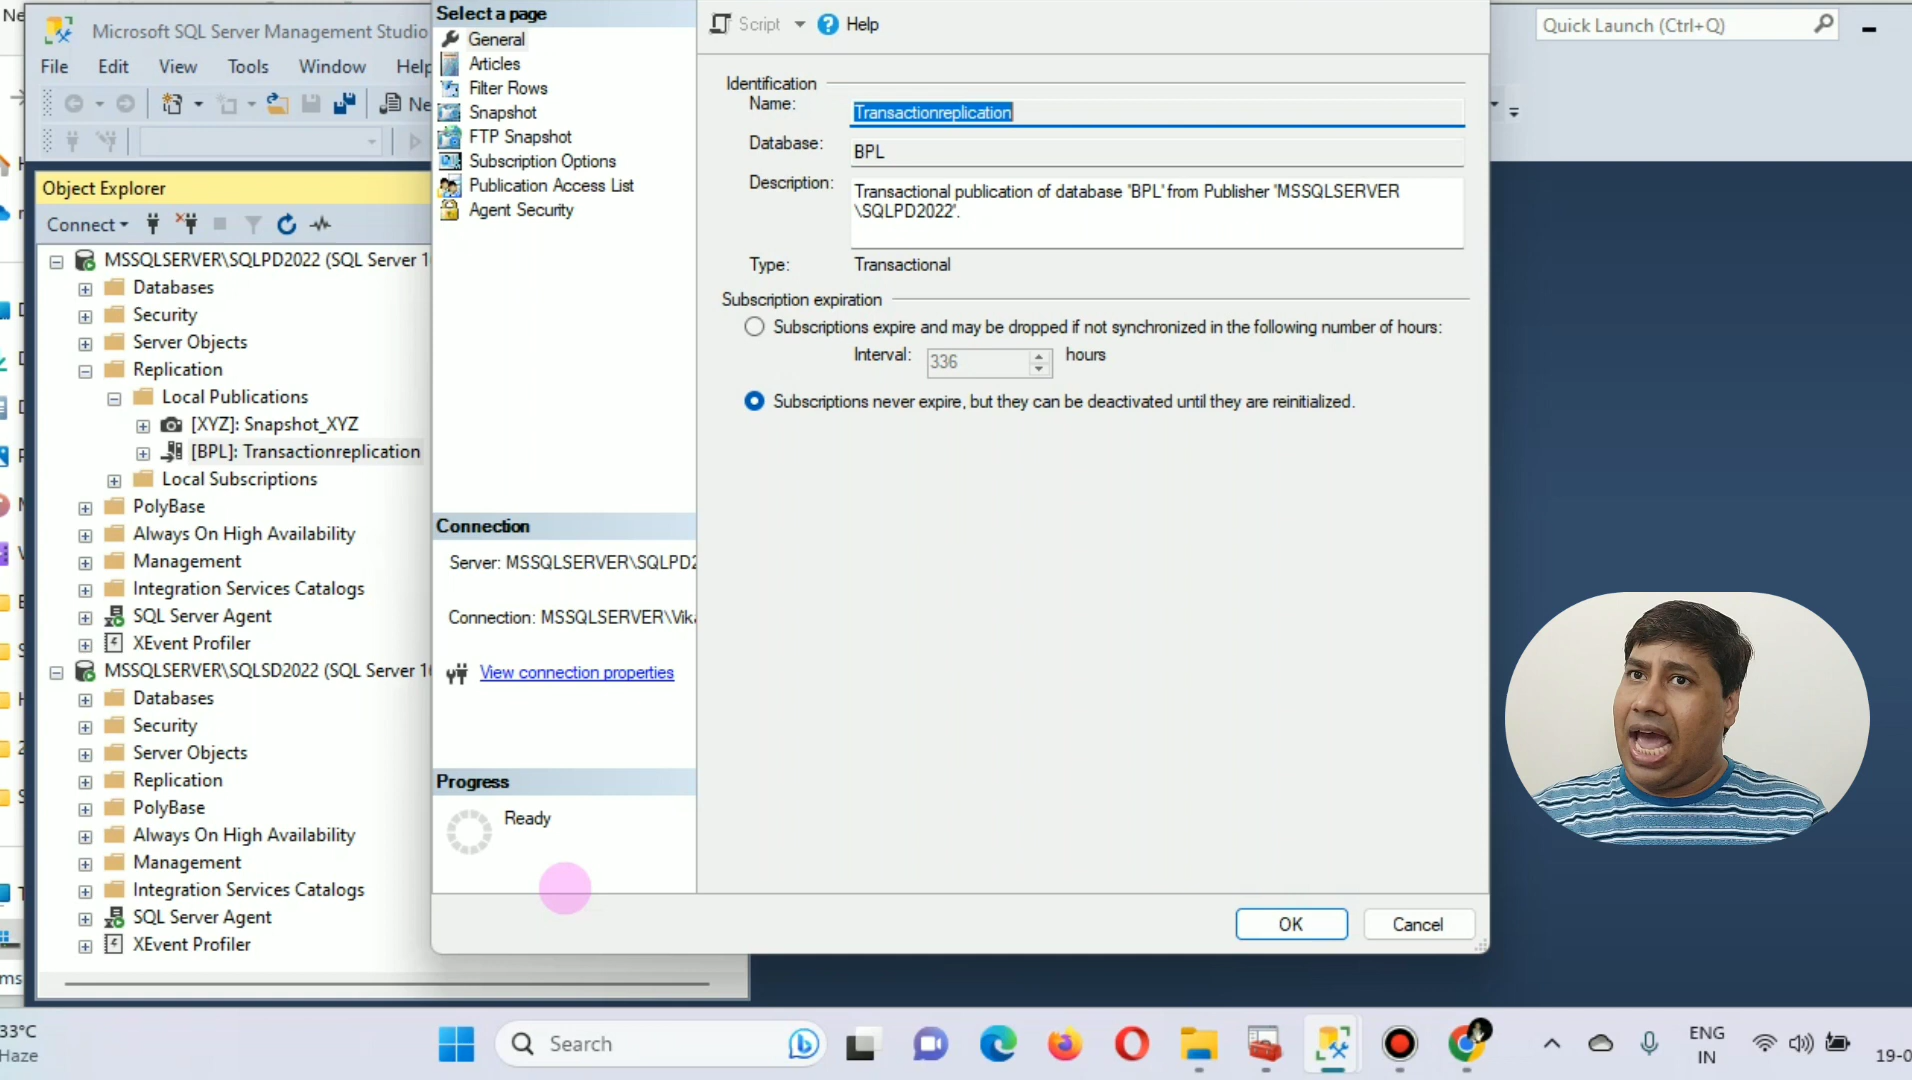 Microsoft SQL Server Management Studio
Quick Launch (Ctrl+Q)
File Edit View Tools Window Help
Ne
Object Explorer
Connect
MSSQLSERVER\SQLPD2022 (SQL Server 1
Databases
Security
Server Objects
Replication
Local Publications
[XYZ]: Snapshot_XYZ
[BPL]: Transactionreplication
Local Subscriptions
PolyBase
Always On High Availability
Management
Integration Services Catalogs
SQL Server Agent
XEvent Profiler
MSSQLSERVER\SQLSD2022 (SQL Server 1
Databases
Security
Server Objects
Replication
PolyBase
Always On High Availability
Management
Integration Services Catalogs
SQL Server Agent
XEvent Profiler
Select a page
General
Articles
Filter Rows
Snapshot
FTP Snapshot
Subscription Options
Publication Access List
Agent Security
Connection
Server: MSSQLSERVER\SQLPD2
Connection: MSSQLSERVER\Vik
View connection properties
Progress
Ready
Script Help
Identification
Name: Transactionreplication
Database: BPL
Description: Transactional publication of database 'BPL' from Publisher 'MSSQLSERVER
\SQLPD2022'.
Type: Transactional
Subscription expiration
Subscriptions expire and may be dropped if not synchronized in the following number of hours:
Interval: 336 hours
Subscriptions never expire, but they can be deactivated until they are reinitialized.
OK Cancel
33°C
Haze
Search
ENG
IN
19-0